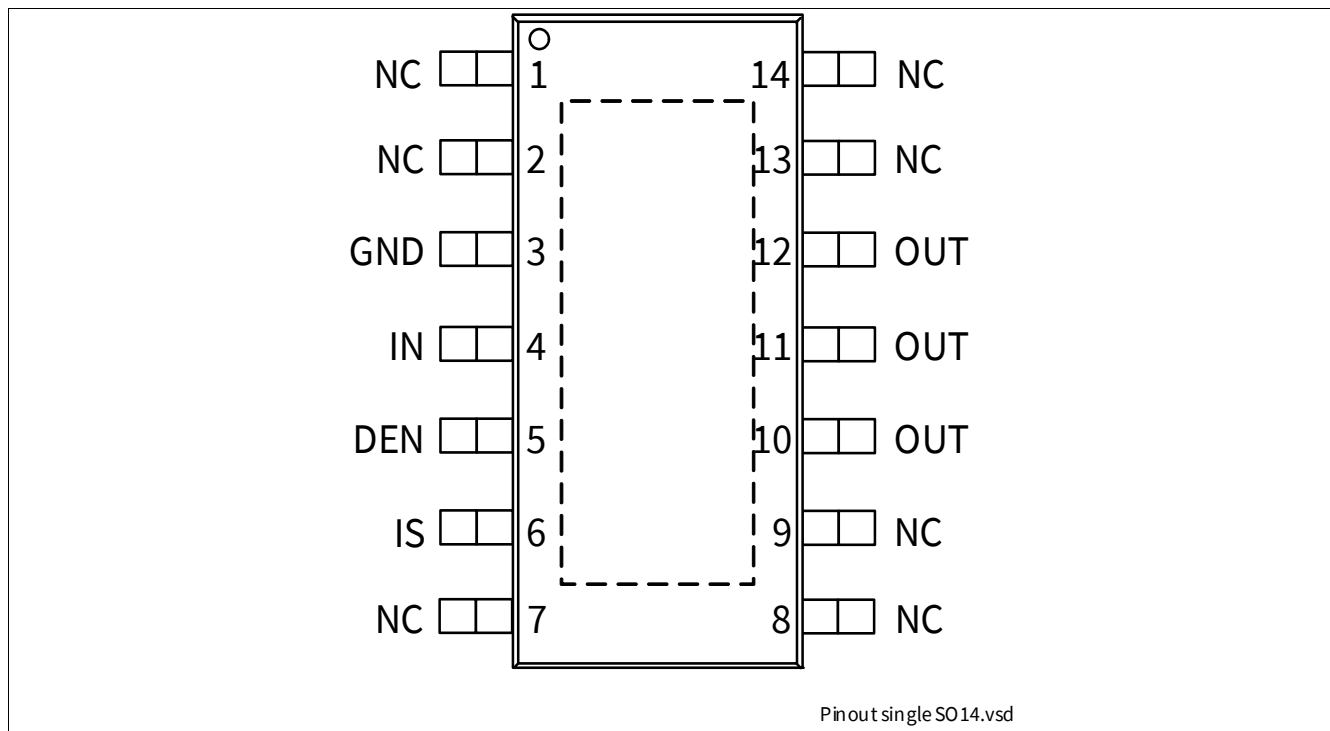 NC 1 14 NC
NC 2 13 NC
GND 3 12 OUT
IN 4 11 OUT
DEN 5 10 OUT
IS 6 9 NC
NC 7 8 NC
Pinout single SO14.vsd